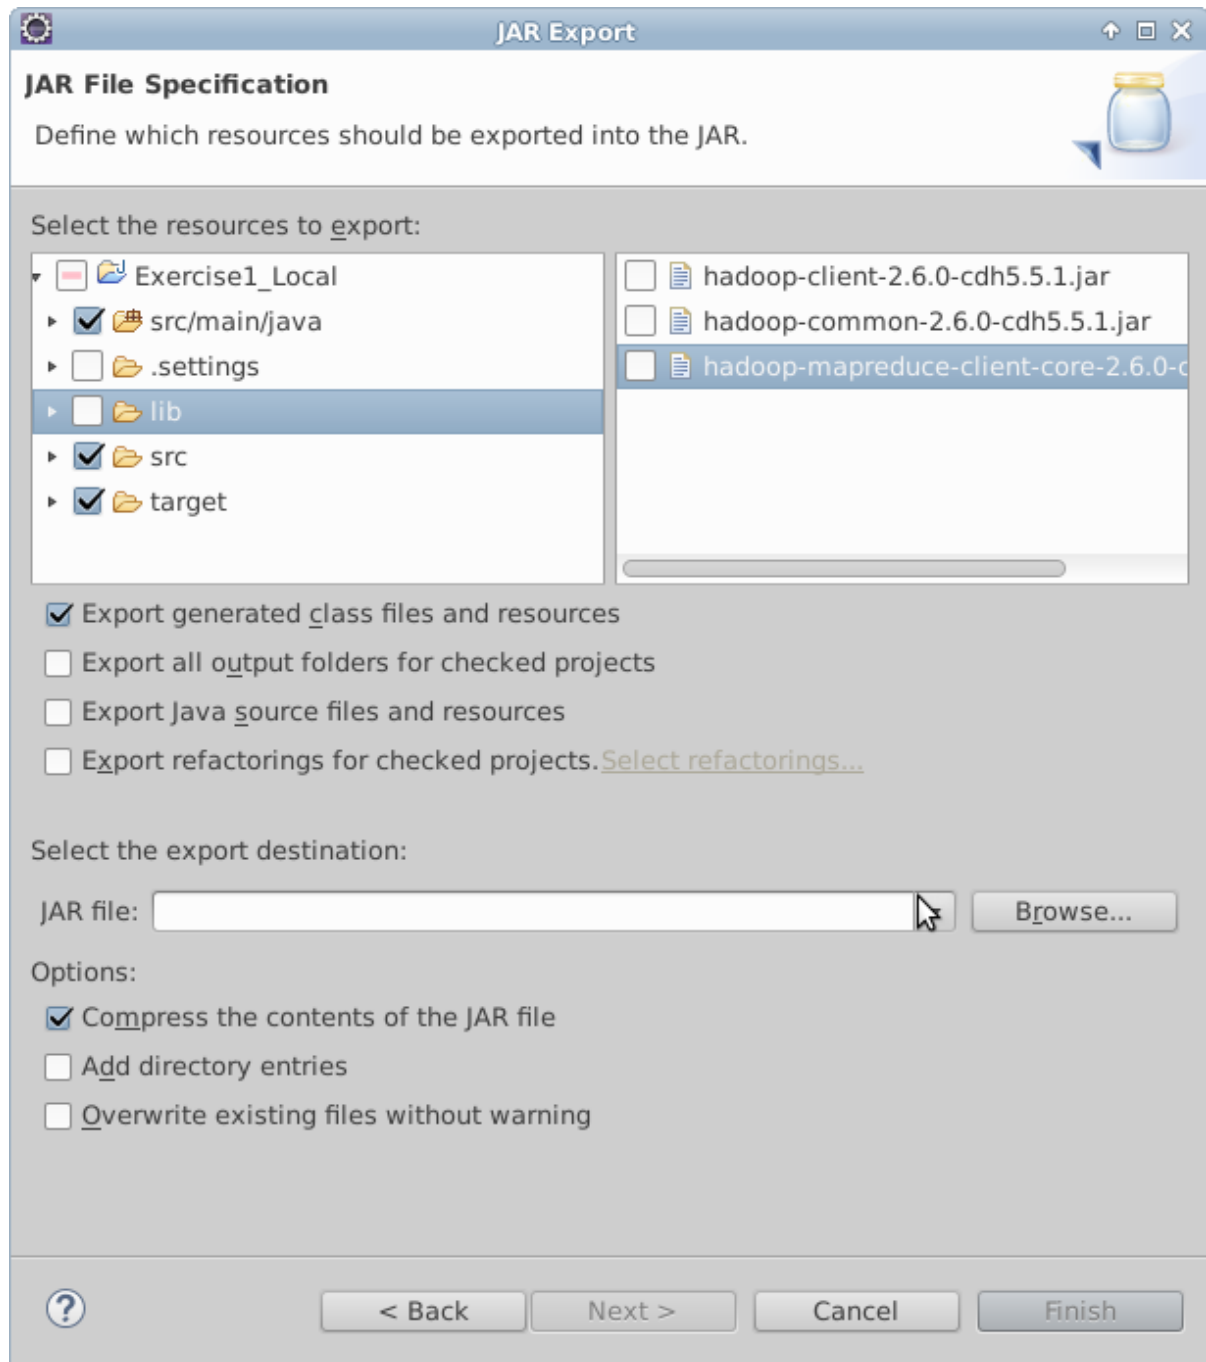 JAR Export
JAR File Specification
Define which resources should be exported into the JAR.
Select the resources to export:
Exercise1_Local
src/main/java
.settings
lib
src
target
hadoop-client-2.6.0-cdh5.5.1.jar
hadoop-common-2.6.0-cdh5.5.1.jar
hadoop-mapreduce-client-core-2.6.0-c
Export generated class files and resources
Export all output folders for checked projects
Export Java source files and resources
Export refactorings for checked projects. Select refactorings...
Select the export destination:
JAR file: Browse...
Options:
Compress the contents of the JAR file
Add directory entries
Overwrite existing files without warning
? < Back Next > Cancel Finish